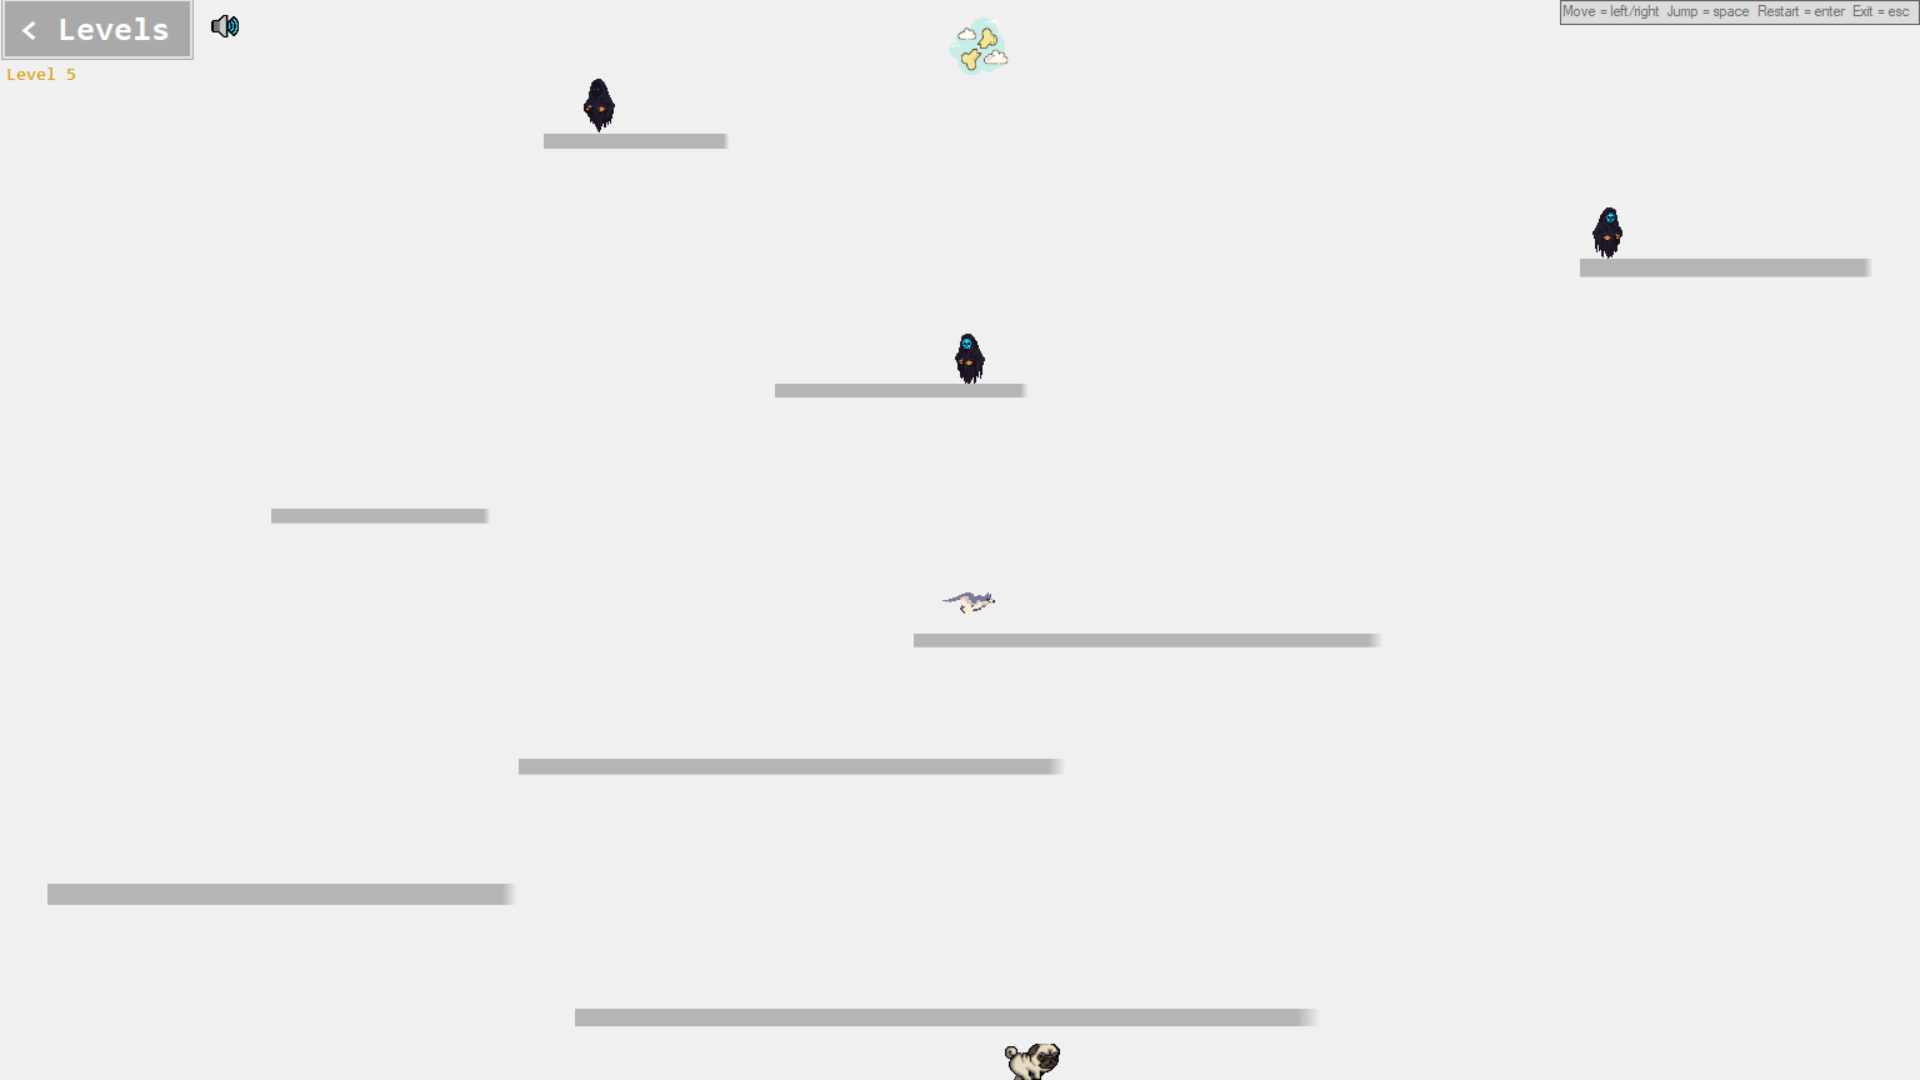 < Levels
Level 5
Move = left/right  Jump = space  Restart = enter  Exit = esc